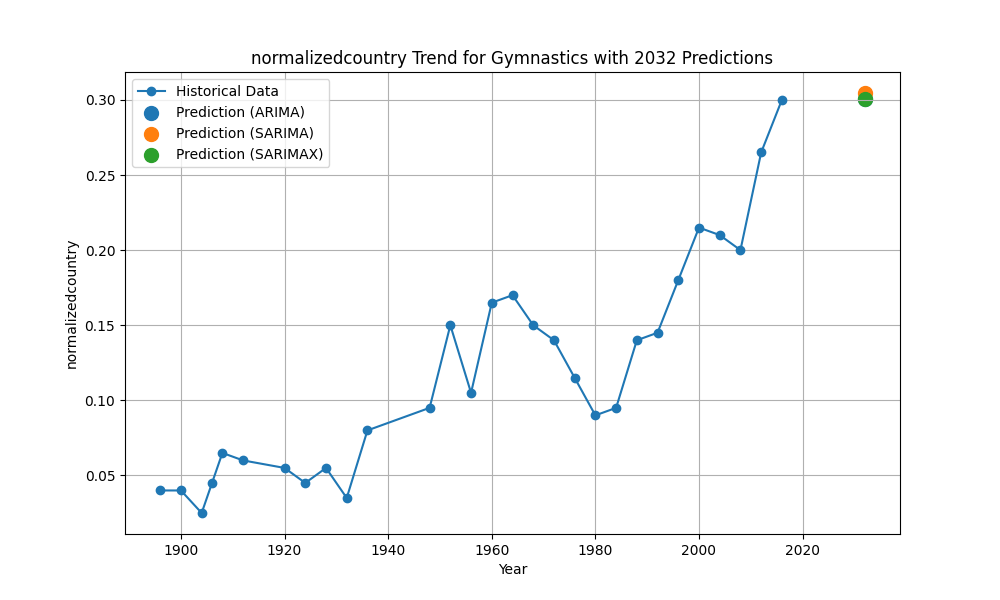 normalizedcountry Trend for Gymnastics with 2032 Predictions
Historical Data
Prediction (ARIMA)
Prediction (SARIMA)
Prediction (SARIMAX)
0.30
0.25
0.20
0.15
0.10
0.05
normalizedcountry
1900 1920 1940 1960 1980 2000 2020
Year